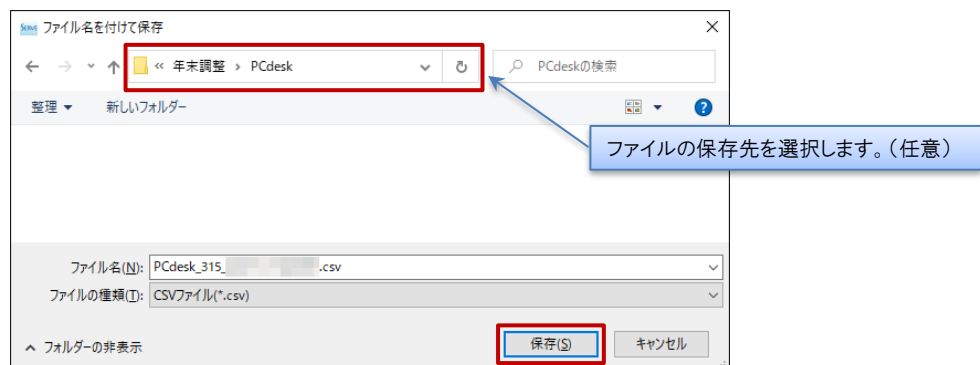 SERVE ファイル名を付けて保存
« 年末調整 › PCdesk
PCdeskの検索
整理 新しいフォルダー
ファイルの保存先を選択します。（任意）
ファイル名(N): PCdesk_315_ .csv
ファイルの種類(T): CSVファイル(*.csv)
フォルダーの非表示
保存(S)
キャンセル